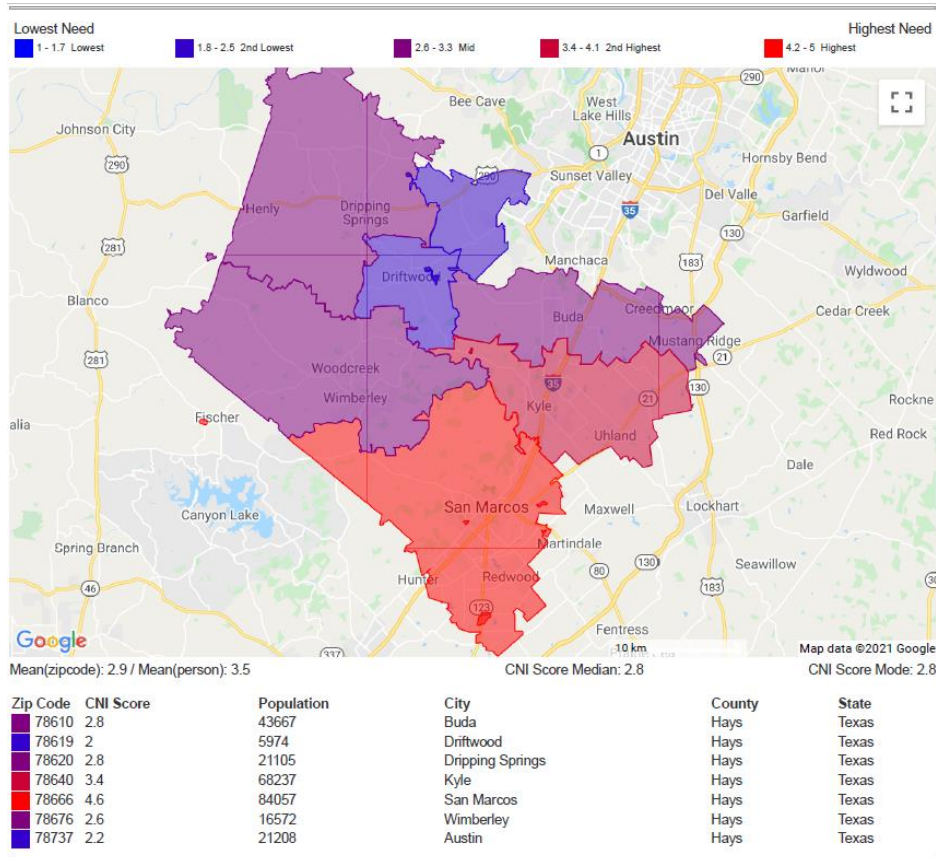 Lowest Need Highest Need
1 - 1.7 Lowest 1.8 - 2.5 2nd Lowest 2.6 - 3.3 Mid 3.4 - 4.1 2nd Highest 4.2 - 5 Highest
Manor
290
Bee Cave
West
Lake Hills
Johnson City
Austin
290
1
Hornsby Bend
290
Sunset Valley
Del Valle
Henly
Dripping
Springs
35
Garfield
130
281
Manchaca
183
Wyldwood
Driftwood
Blanco
Buda
Creedmoor
Cedar Creek
Mustang Ridge
281
21
Woodcreek
35
130
Wimberley
Kyle
21
Rockne
Fischer
alia
Uhland
Red Rock
Dale
San Marcos
Maxwell
Lockhart
Canyon Lake
Spring Branch
Martindale
130
Seawillow
46
Hunter
Redwood
80
183
123
Fentress
Google
337
10 km
Map data ©2021 Google
Mean(zipcode): 2.9 / Mean(person): 3.5 CNI Score Median: 2.8 CNI Score Mode: 2.8
Zip Code CNI Score Population City County State
78610 2.8 43667 Buda Hays Texas
78619 2 5974 Driftwood Hays Texas
78620 2.8 21105 Dripping Springs Hays Texas
78640 3.4 68237 Kyle Hays Texas
78666 4.6 84057 San Marcos Hays Texas
78676 2.6 16572 Wimberley Hays Texas
78737 2.2 21208 Austin Hays Texas